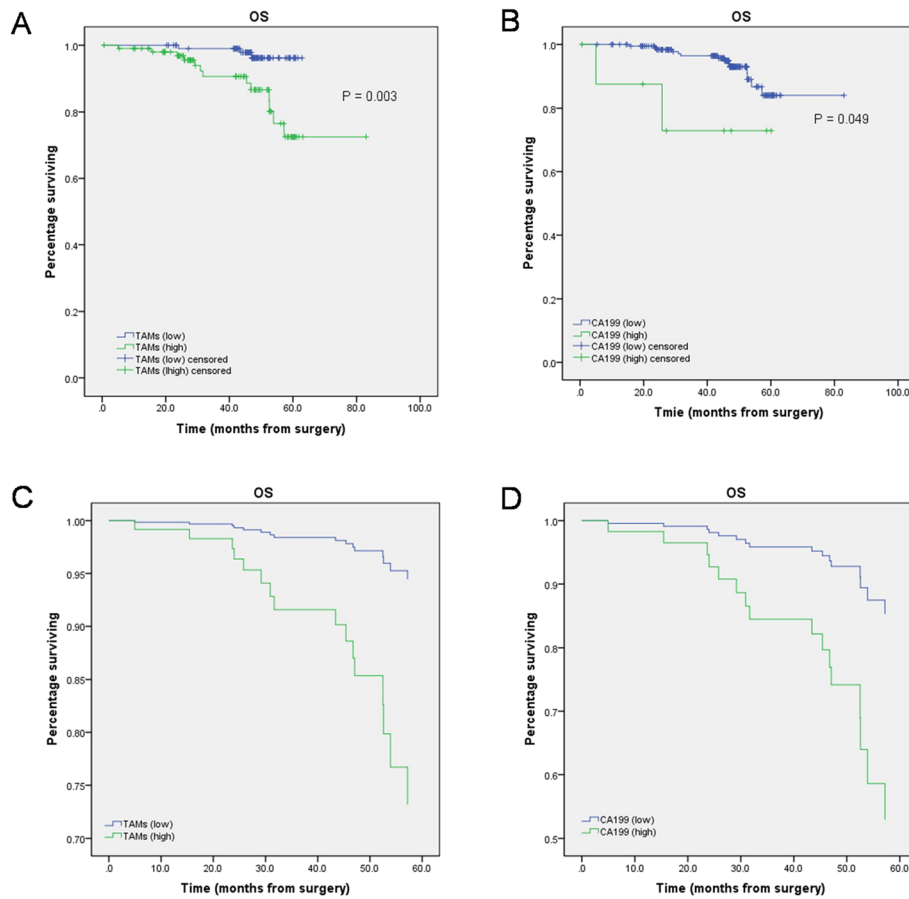 A
OS
Percentage surviving
1.0
0.8
0.6
0.4
0.2
0.0
P = 0.003
TAMs (low)
TAMs (high)
TAMs (low) censored
TAMs (lhigh) censored
.0 20.0 40.0 60.0 80.0 100.0
Time (months from surgery)
B
OS
Percentage surviving
1.0
0.8
0.6
0.4
0.2
0.0
P = 0.049
CA199 (low)
CA199 (high)
CA199 (low) censored
CA199 (high) censored
.0 20.0 40.0 60.0 80.0 100.0
Tmie (months from surgery)
C
OS
Percentage surviving
1.00
0.95
0.90
0.85
0.80
0.75
0.70
TAMs (low)
TAMs (high)
.0 10.0 20.0 30.0 40.0 50.0 60.0
Time (months from surgery)
D
OS
Percentage surviving
1.0
0.9
0.8
0.7
0.6
0.5
CA199 (low)
CA199 (high)
.0 10.0 20.0 30.0 40.0 50.0 60.0
Time (months from surgery)